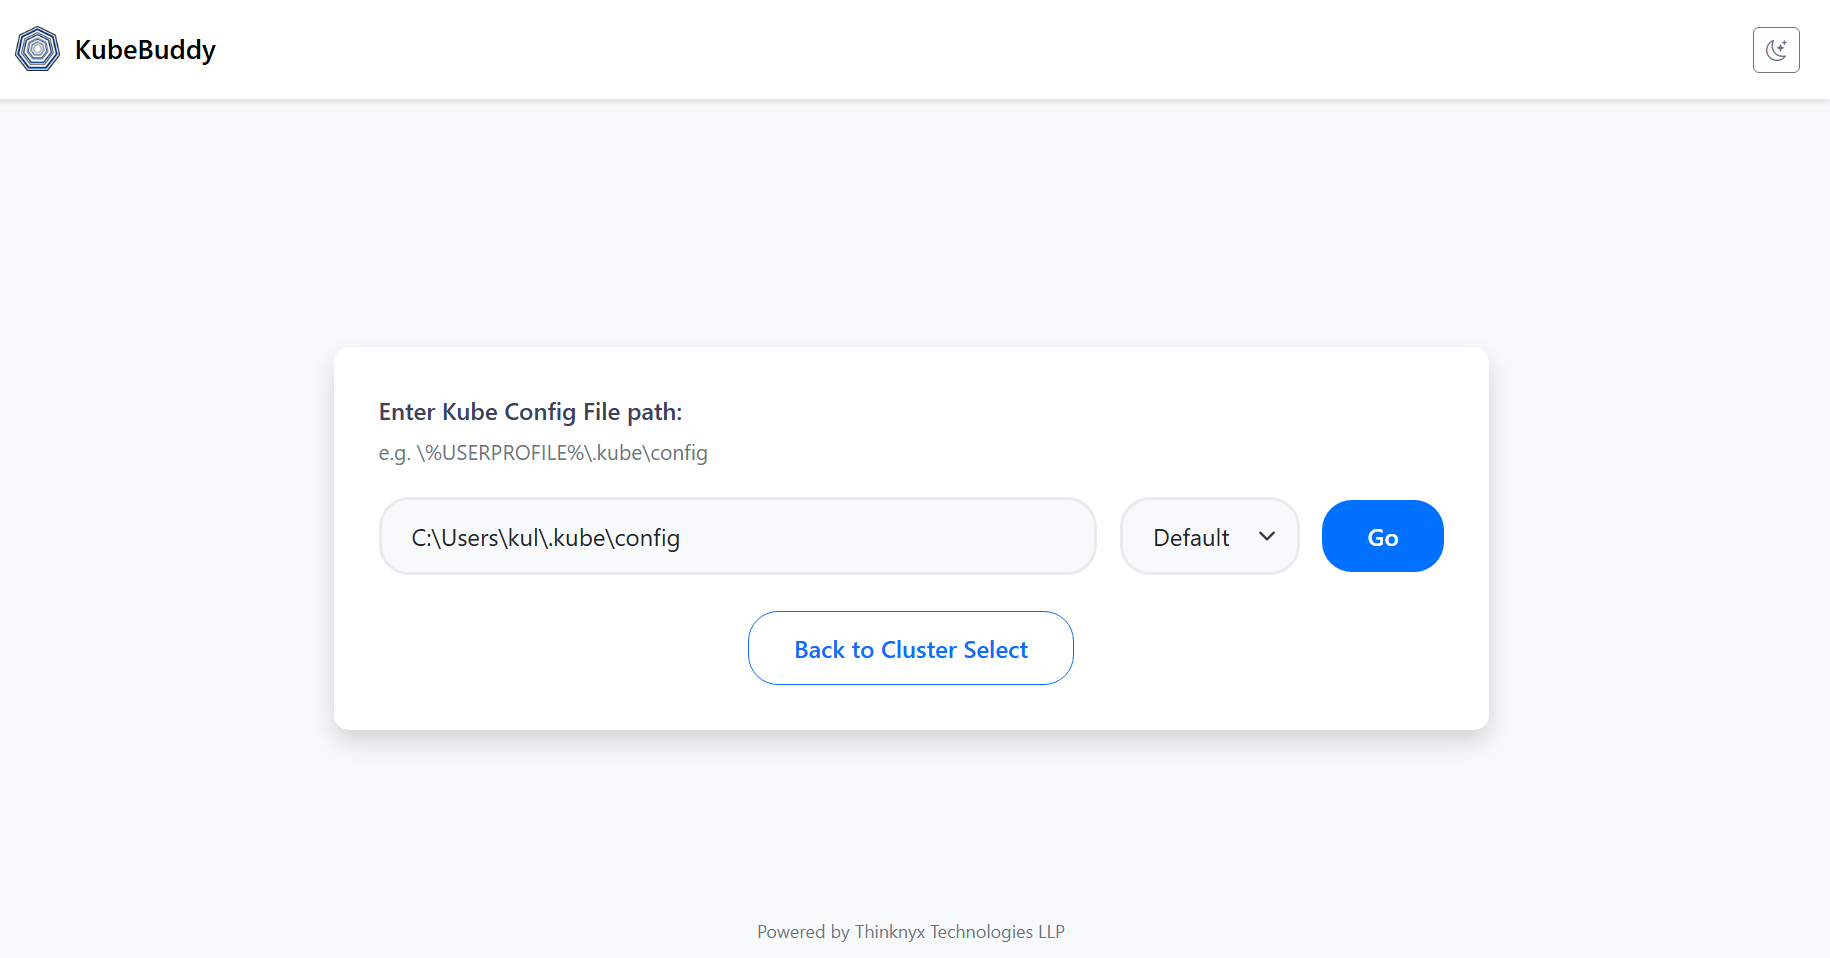 KubeBuddy
Enter Kube Config File path:
e.g. \%USERPROFILE%\.kube\config
C:\Users\kul\.kube\config
Default
Go
Back to Cluster Select
Powered by Thinknyx Technologies LLP